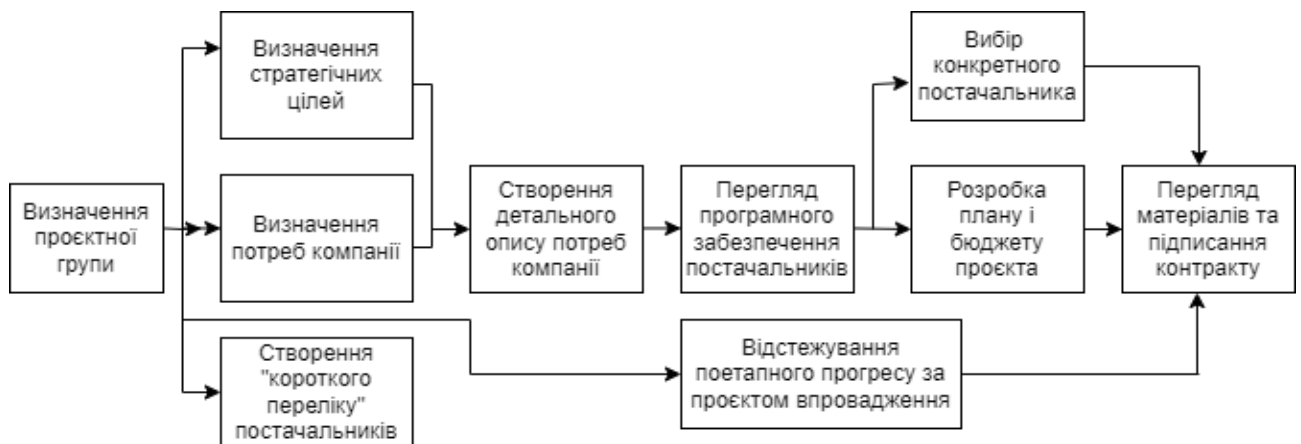 Визначення
проєктної
групи
Визначення
стратегічних
цілей
Визначення
потреб компанії
Створення
"короткого
переліку"
постачальників
Створення
детального
опису потреб
компанії
Перегляд
програмного
забезпечення
постачальників
Відстежування
поетапного прогресу за
проєктом впровадження
Вибір
конкретного
постачальника
Розробка
плану і
бюджету
проєкта
Перегляд
матеріалів та
підписання
контракту